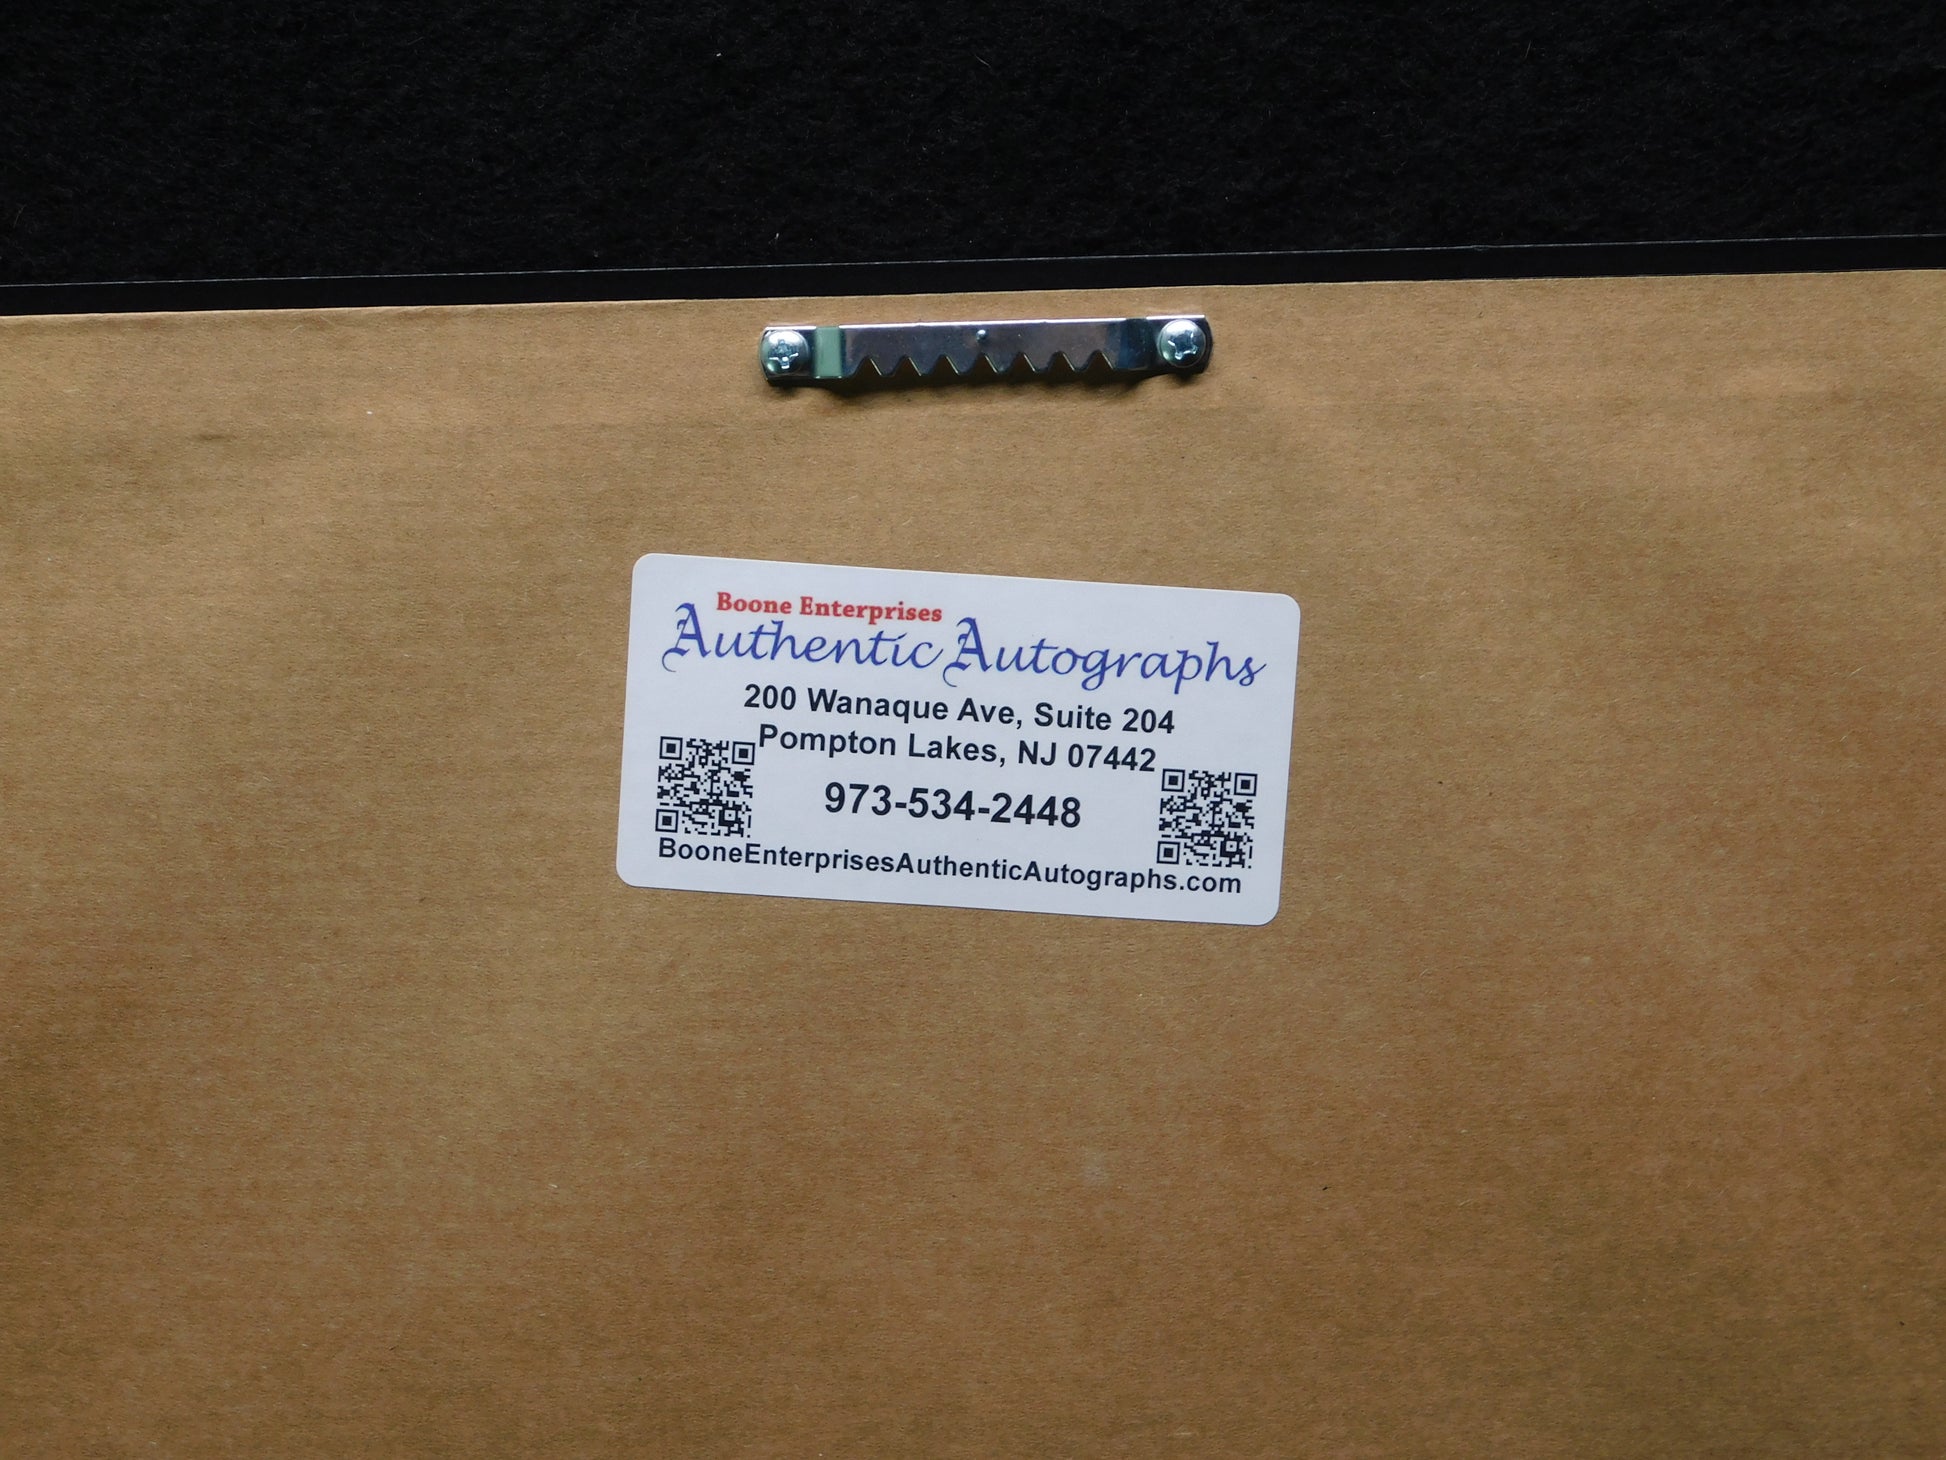 Boone Enterprises
Authentic Autographs
200 Wanaque Ave, Suite 204
Pompton Lakes, NJ 07442
973-534-2448
BooneEnterprisesAuthenticAutographs.com